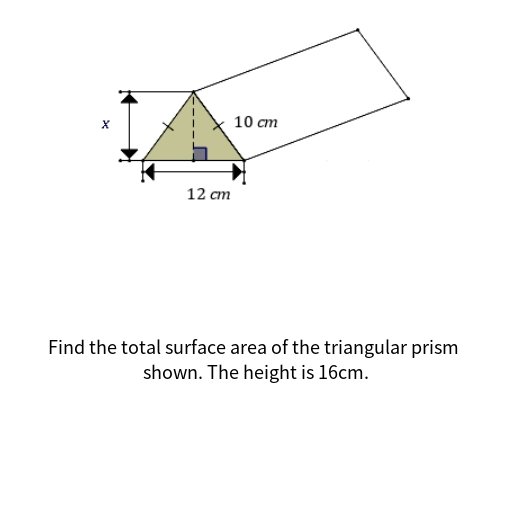 x
10 cm
12 cm
Find the total surface area of the triangular prism
shown. The height is 16cm.